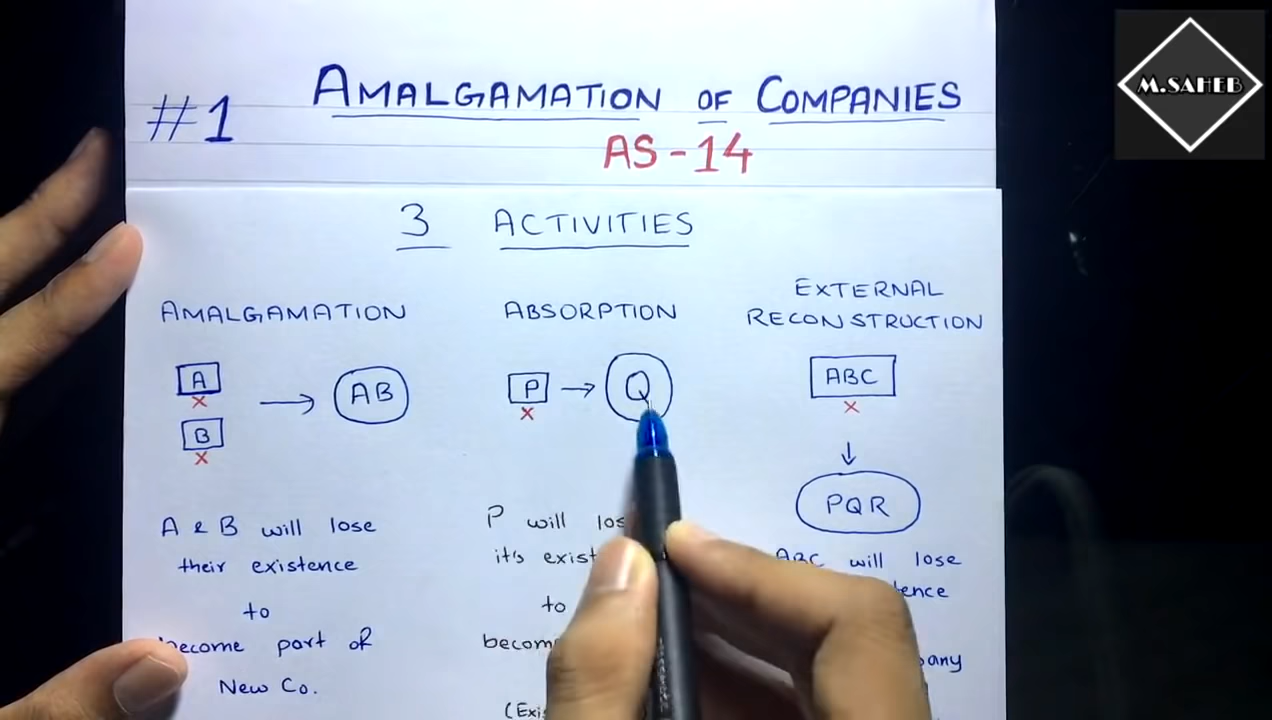 #1
AMALGAMATION OF COMPANIES
AS-14
3 ACTIVITIES
AMALGAMATION
A
×
B
×
→ AB
A & B will lose
their existence
to
become part of
New Co.
ABSORPTION
P → Q
×
P will
it's
to
EXTERNAL
RECONSTRUCTION
ABC
×
↓
PQR
ABC will lose
M.SAHEB